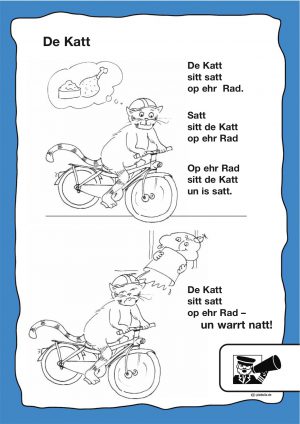 De Katt
De Katt
sitt satt
op ehr Rad.
Satt
sitt de Katt
op ehr Rad
Op ehr Rad
sitt de Katt
un is satt.
De Katt
sitt satt
op ehr Rad –
un warrt natt!